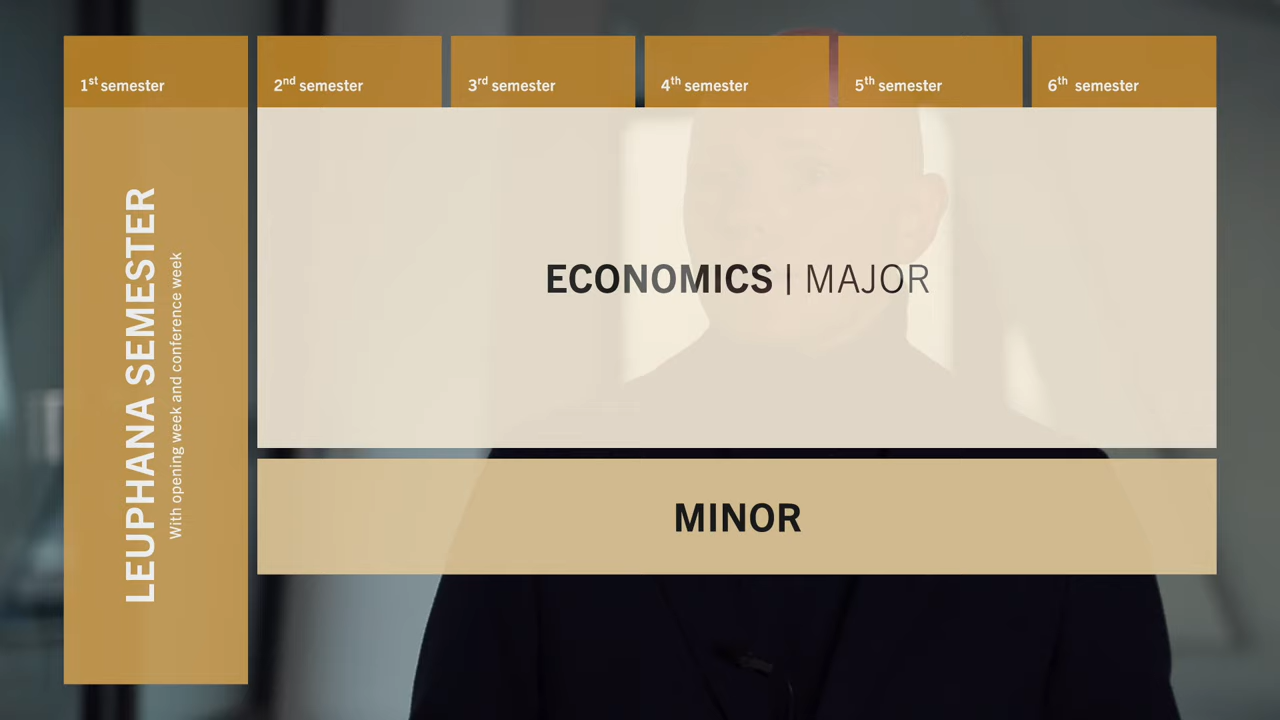 1st semester
2nd semester
3rd semester
4th semester
5th semester
6th semester
LEUPHANA SEMESTER
With opening week and conference week
ECONOMICS | MAJOR
MINOR